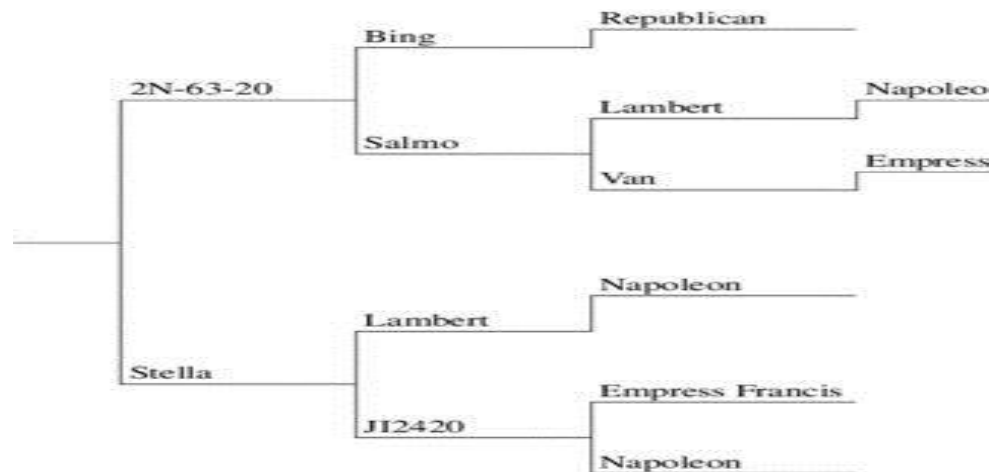 Republican
Bing
2N-63-20
Lambert
Napoleo
Salmo
Empress
Van
Napoleon
Lambert
Stella
Empress Francis
JI2420
Napoleon